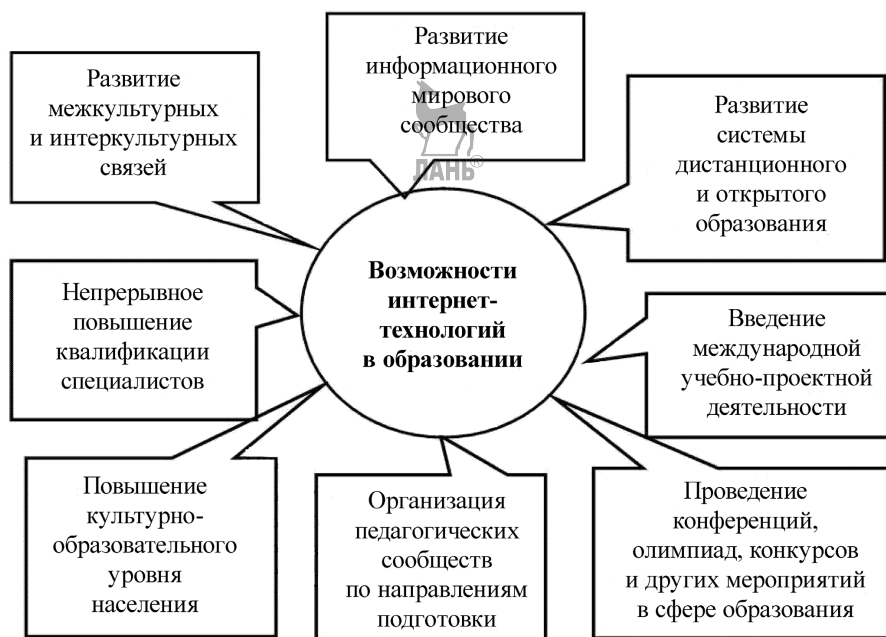 Развитие
информационного
мирового
сообщества
ЛАНЬ®
Развитие
межкультурных
и интеркультурных
связей
Развитие
системы
дистанционного
и открытого
образования
Возможности
интернет-
технологий
в образовании
Непрерывное
повышение
квалификации
специалистов
Введение
международной
учебно-проектной
деятельности
Повышение
культурно-
образовательного
уровня
населения
Организация
педагогических
сообществ
по направлениям
подготовки
Проведение
конференций,
олимпиад, конкурсов
и других мероприятий
в сфере образования